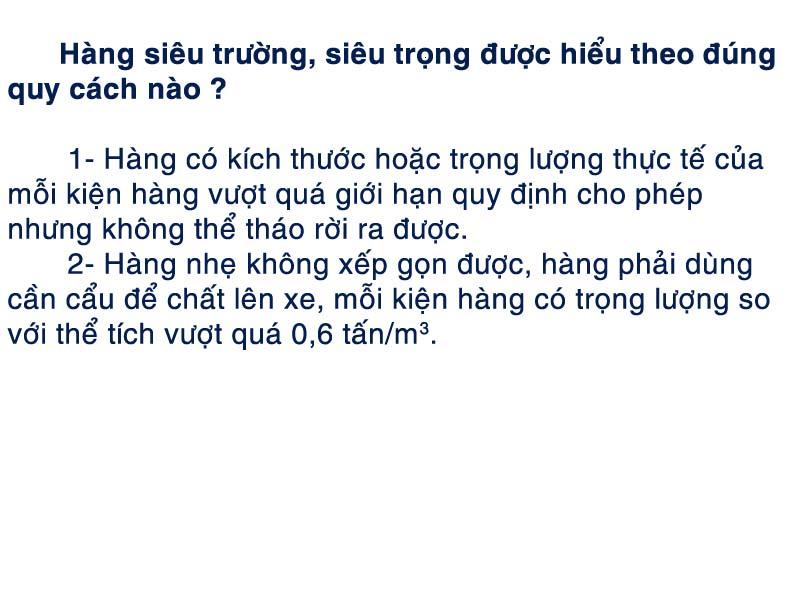 Hàng siêu trường, siêu trọng được hiểu theo đúng
quy cách nào ?
1- Hàng có kích thước hoặc trọng lượng thực tế của
mỗi kiện hàng vượt quá giới hạn quy định cho phép
nhưng không thể tháo rời ra được.
2- Hàng nhẹ không xếp gọn được, hàng phải dùng
cần cẩu để chất lên xe, mỗi kiện hàng có trọng lượng so
với thể tích vượt quá 0,6 tấn/m³.